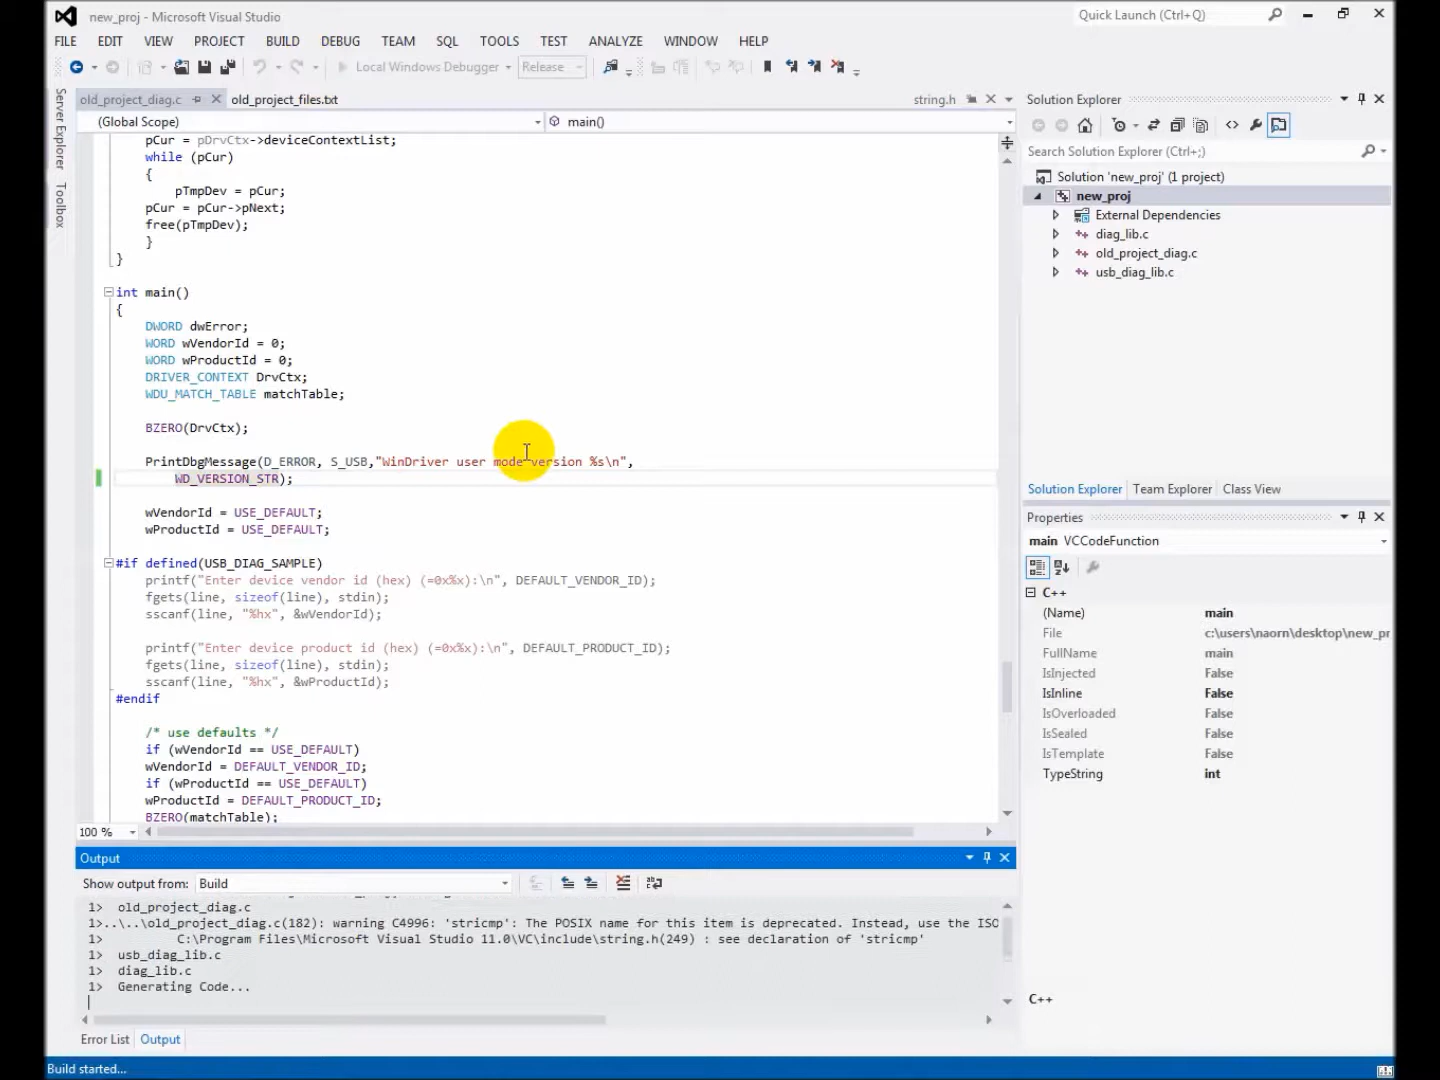 new_proj - Microsoft Visual Studio
Quick Launch (Ctrl+Q)
FILE EDIT VIEW PROJECT BUILD DEBUG TEAM SQL TOOLS TEST ANALYZE WINDOW HELP
Local Windows Debugger Release
Server Explorer
Toolbox
old_project_diag.c old_project_files.txt string.h
(Global Scope) main()
pCur = pDrvCtx->deviceContextList;
while (pCur)
{
pTmpDev = pCur;
pCur = pCur->pNext;
free(pTmpDev);
}
}
int main()
{
DWORD dwError;
WORD wVendorId = 0;
WORD wProductId = 0;
DRIVER_CONTEXT DrvCtx;
WDU_MATCH_TABLE matchTable;
BZERO(DrvCtx);
PrintDbgMessage(D_ERROR, S_USB,"WinDriver user mode version %s\n",
WD_VERSION_STR);
wVendorId = USE_DEFAULT;
wProductId = USE_DEFAULT;
#if defined(USB_DIAG_SAMPLE)
printf("Enter device vendor id (hex) (=0x%x):\n", DEFAULT_VENDOR_ID);
fgets(line, sizeof(line), stdin);
sscanf(line, "%hx", &wVendorId);
printf("Enter device product id (hex) (=0x%x):\n", DEFAULT_PRODUCT_ID);
fgets(line, sizeof(line), stdin);
sscanf(line, "%hx", &wProductId);
#endif
/* use defaults */
if (wVendorId == USE_DEFAULT)
wVendorId = DEFAULT_VENDOR_ID;
if (wProductId == USE_DEFAULT)
wProductId = DEFAULT_PRODUCT_ID;
BZERO(matchTable);
100 %
Output
Show output from: Build
1> old_project_diag.c
1>..\..\old_project_diag.c(182): warning C4996: 'stricmp': The POSIX name for this item is deprecated. Instead, use the ISO
1> C:\Program Files\Microsoft Visual Studio 11.0\VC\include\string.h(249) : see declaration of 'stricmp'
1> usb_diag_lib.c
1> diag_lib.c
1> Generating Code...
Error List Output
Build started...
Solution Explorer
Search Solution Explorer (Ctrl+;)
Solution 'new_proj' (1 project)
new_proj
External Dependencies
diag_lib.c
old_project_diag.c
usb_diag_lib.c
Solution Explorer Team Explorer Class View
Properties
main VCCodeFunction
C++
(Name) main
File c:\users\naorn\desktop\new_pr
FullName main
IsInjected False
IsInline False
IsOverloaded False
IsSealed False
IsTemplate False
TypeString int
C++